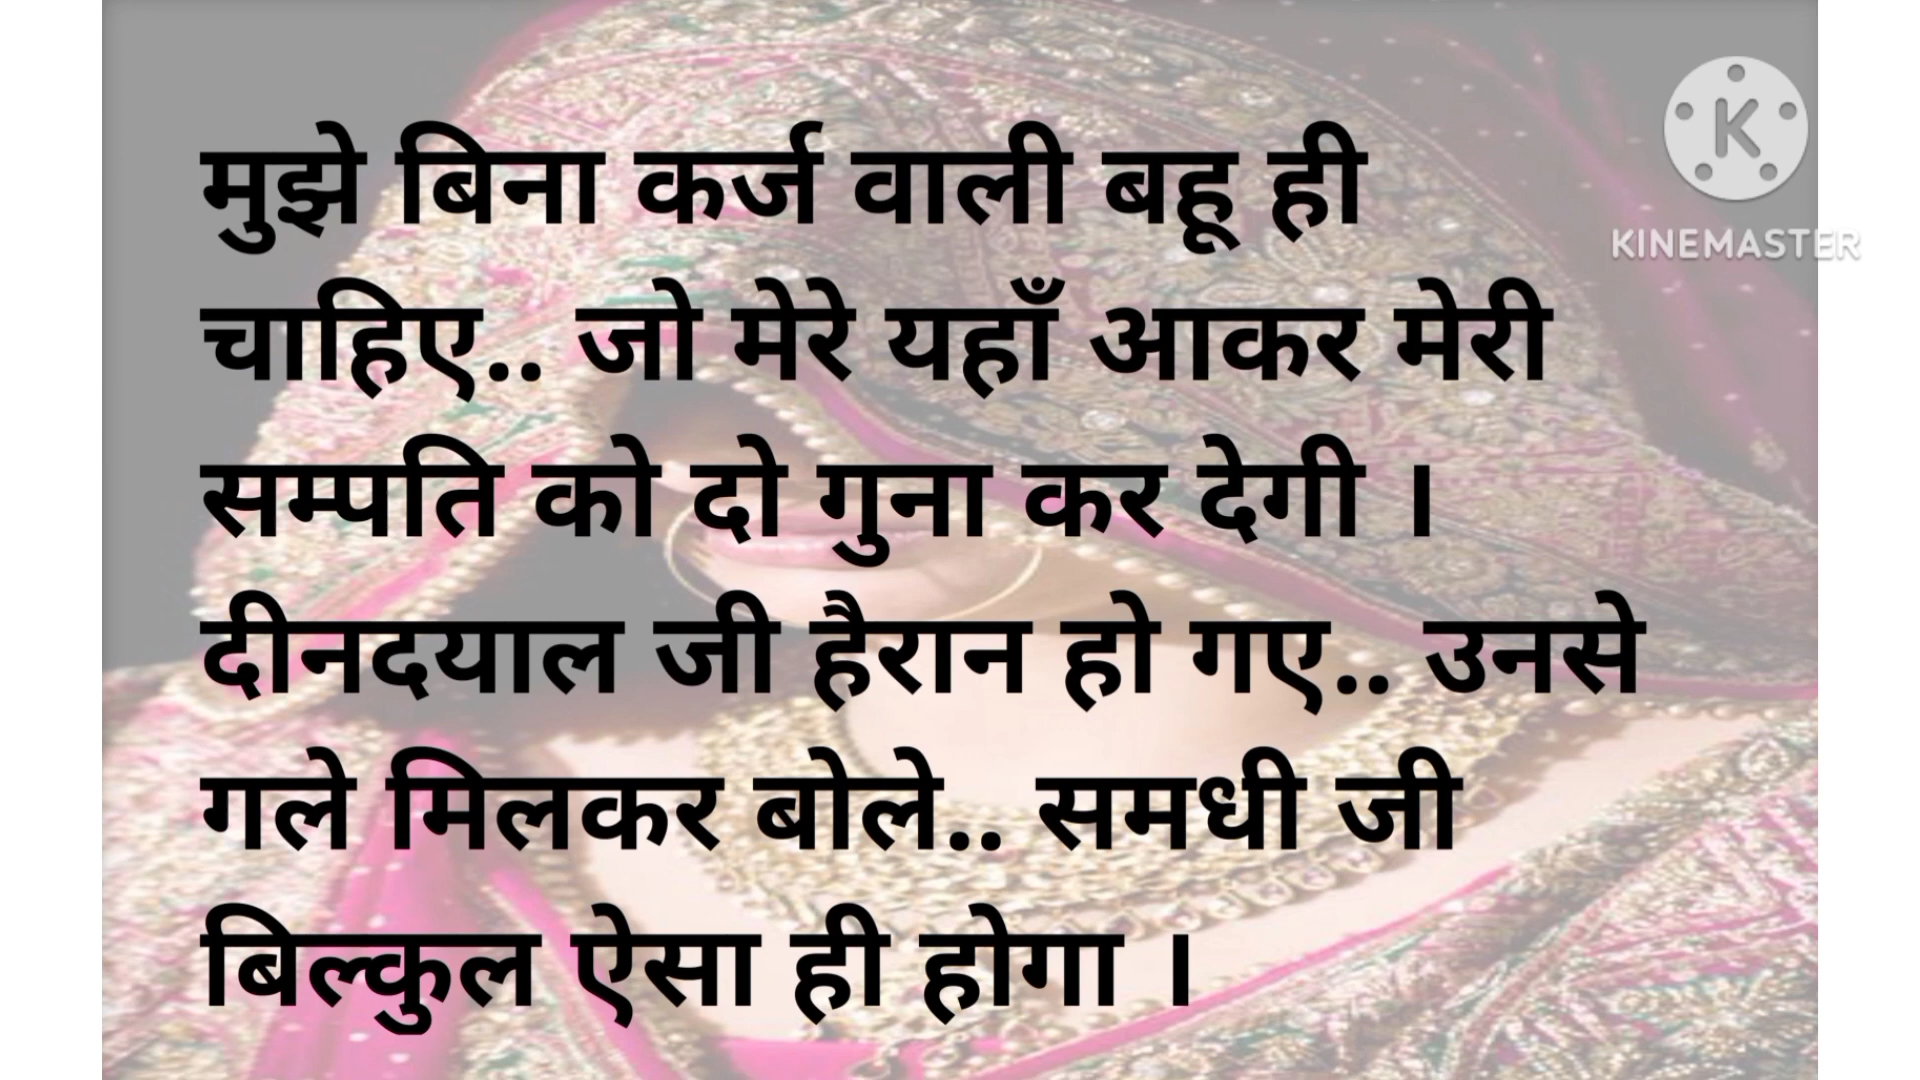 मुझे बिना कर्ज वाली बहू ही
चाहिए.. जो मेरे यहाँ आकर मेरी
सम्पति को दो गुना कर देगी ।
दीनदयाल जी हैरान हो गए.. उनसे
गले मिलकर बोले.. समधी जी
बिल्कुल ऐसा ही होगा ।
K
KINEMASTER